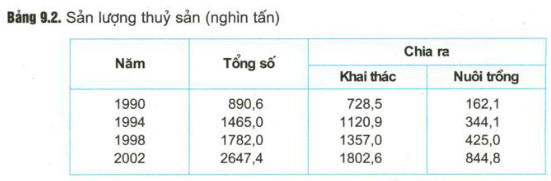 Bảng 9.2. Sản lượng thuỷ sản (nghìn tấn)
Năm Tổng số Chia ra
Khai thác Nuôi trồng
1990 890,6 728,5 162,1
1994 1465,0 1120,9 344,1
1998 1782,0 1357,0 425,0
2002 2647,4 1802,6 844,8